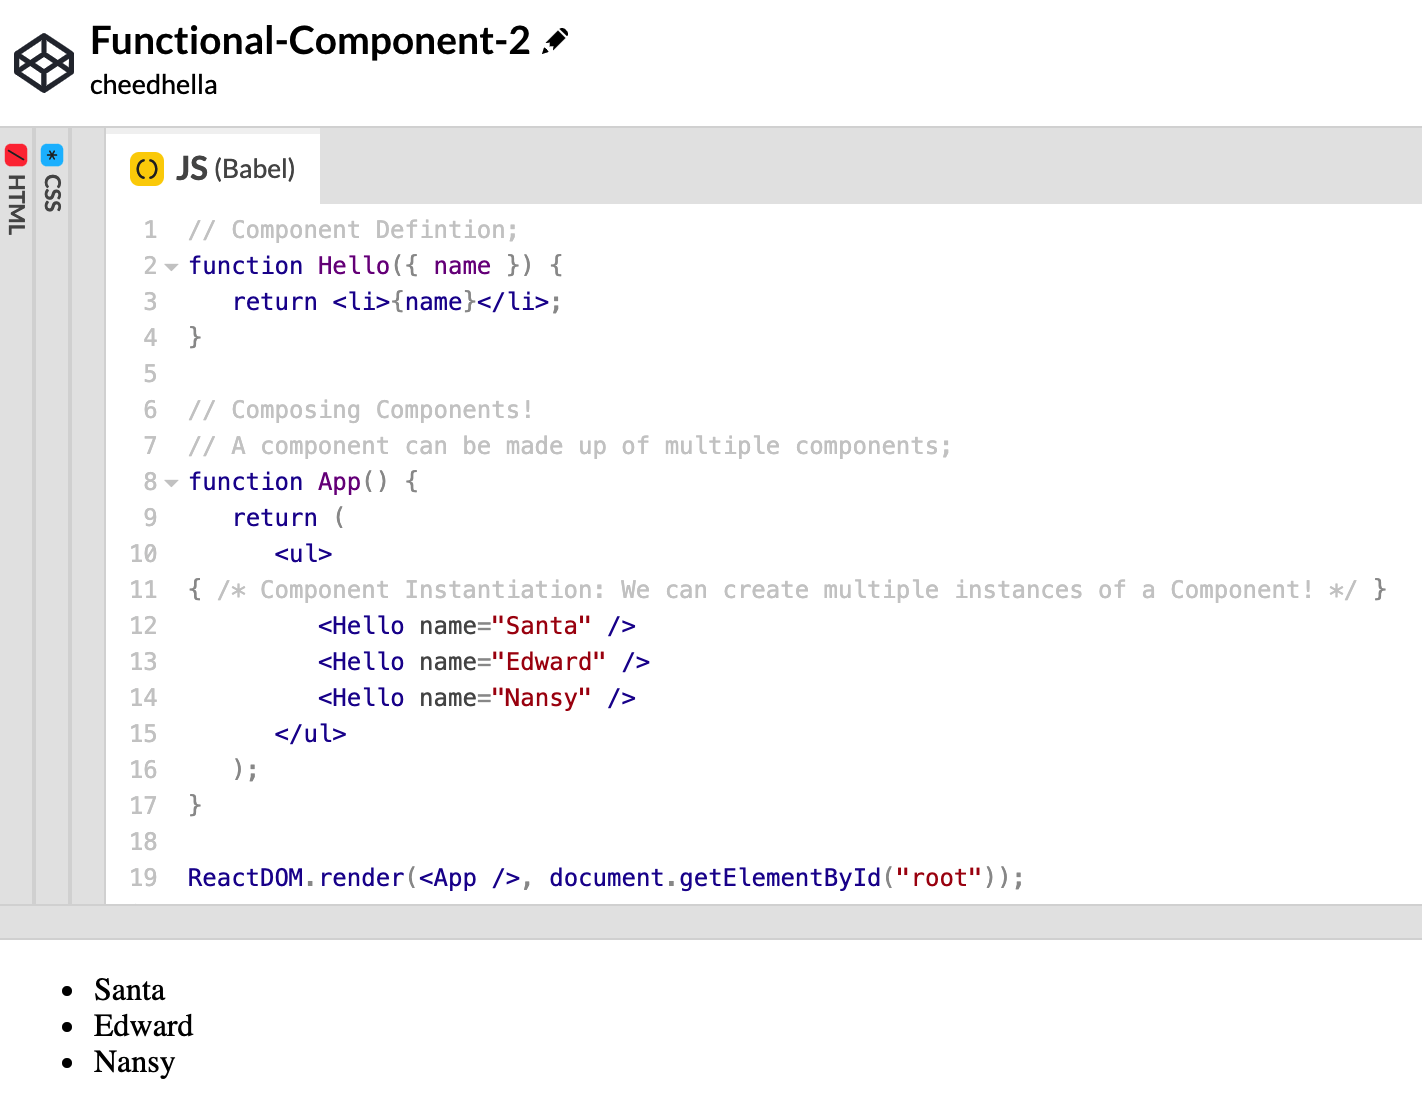 Functional-Component-2
cheedhella
HTML
CSS
JS (Babel)
1 // Component Defintion;
2 function Hello({ name }) {
3    return <li>{name}</li>;
4 }
5
6 // Composing Components!
7 // A component can be made up of multiple components;
8 function App() {
9    return (
10       <ul>
11 { /* Component Instantiation: We can create multiple instances of a Component! */ }
12          <Hello name="Santa" />
13          <Hello name="Edward" />
14          <Hello name="Nansy" />
15       </ul>
16    );
17 }
18
19 ReactDOM.render(<App />, document.getElementById("root"));
• Santa
• Edward
• Nansy